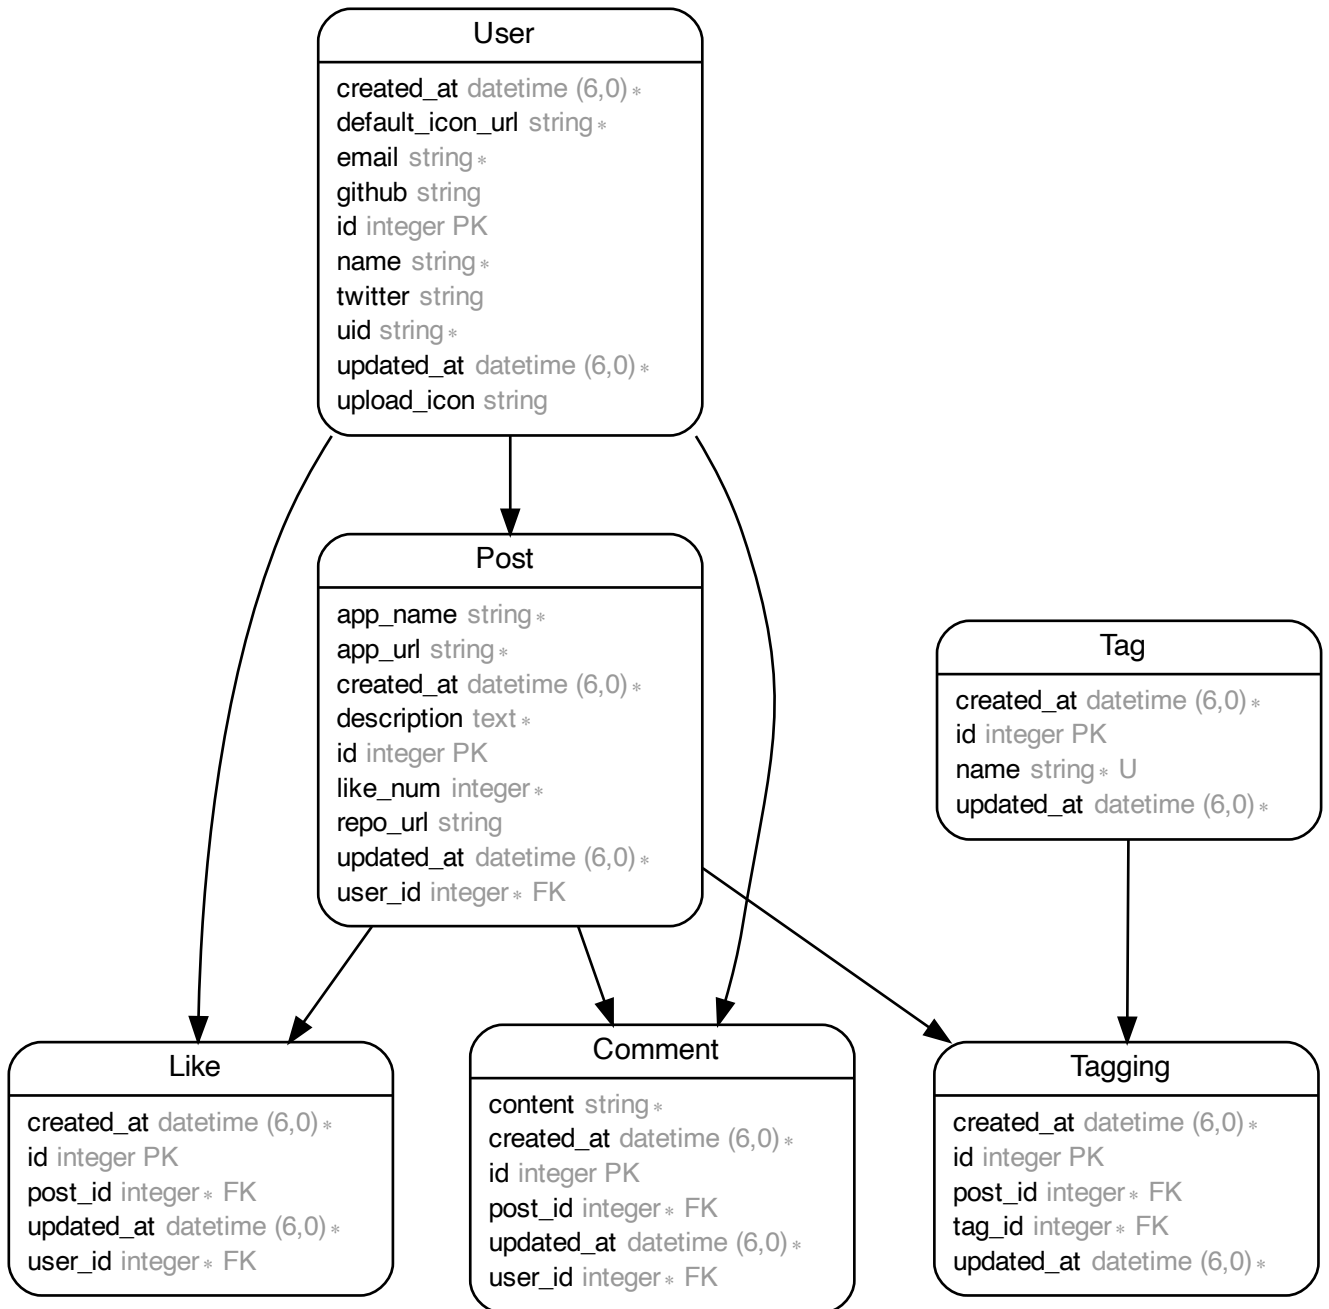 User
created_at datetime (6,0) *
default_icon_url string *
email string *
github string
id integer PK
name string *
twitter string
uid string *
updated_at datetime (6,0) *
upload_icon string
Post
app_name string *
app_url string *
created_at datetime (6,0) *
description text *
id integer PK
like_num integer *
repo_url string
updated_at datetime (6,0) *
user_id integer * FK
Tag
created_at datetime (6,0) *
id integer PK
name string * U
updated_at datetime (6,0) *
Like
created_at datetime (6,0) *
id integer PK
post_id integer * FK
updated_at datetime (6,0) *
user_id integer * FK
Comment
content string *
created_at datetime (6,0) *
id integer PK
post_id integer * FK
updated_at datetime (6,0) *
user_id integer * FK
Tagging
created_at datetime (6,0) *
id integer PK
post_id integer * FK
tag_id integer * FK
updated_at datetime (6,0) *